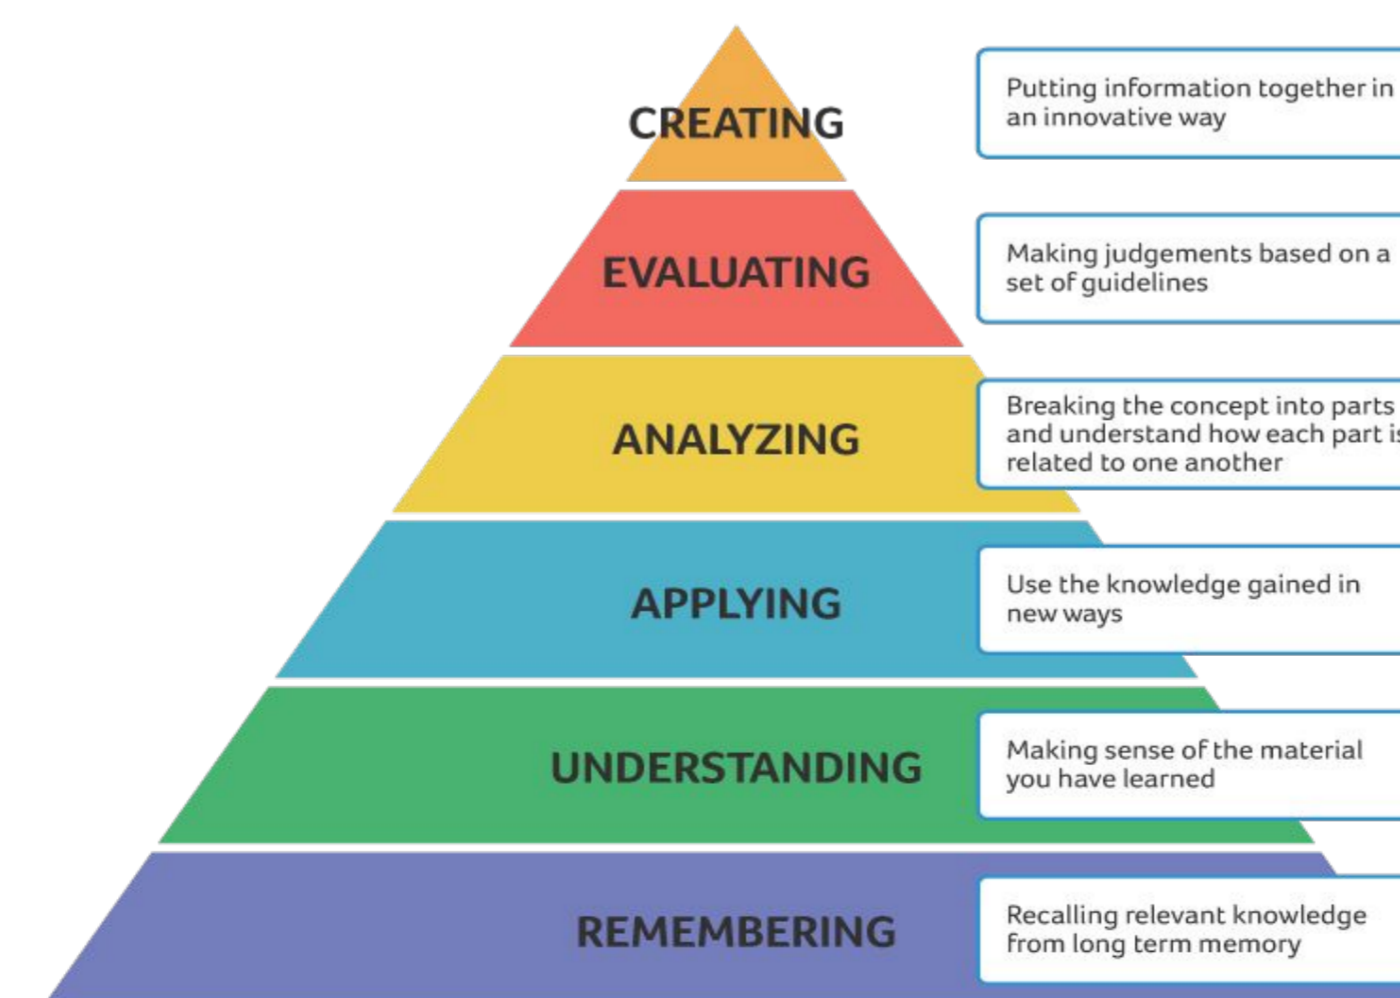 CREATING
Putting information together in
an innovative way
EVALUATING
Making judgements based on a
set of guidelines
ANALYZING
Breaking the concept into parts
and understand how each part is
related to one another
APPLYING
Use the knowledge gained in
new ways
UNDERSTANDING
Making sense of the material
you have learned
REMEMBERING
Recalling relevant knowledge
from long term memory